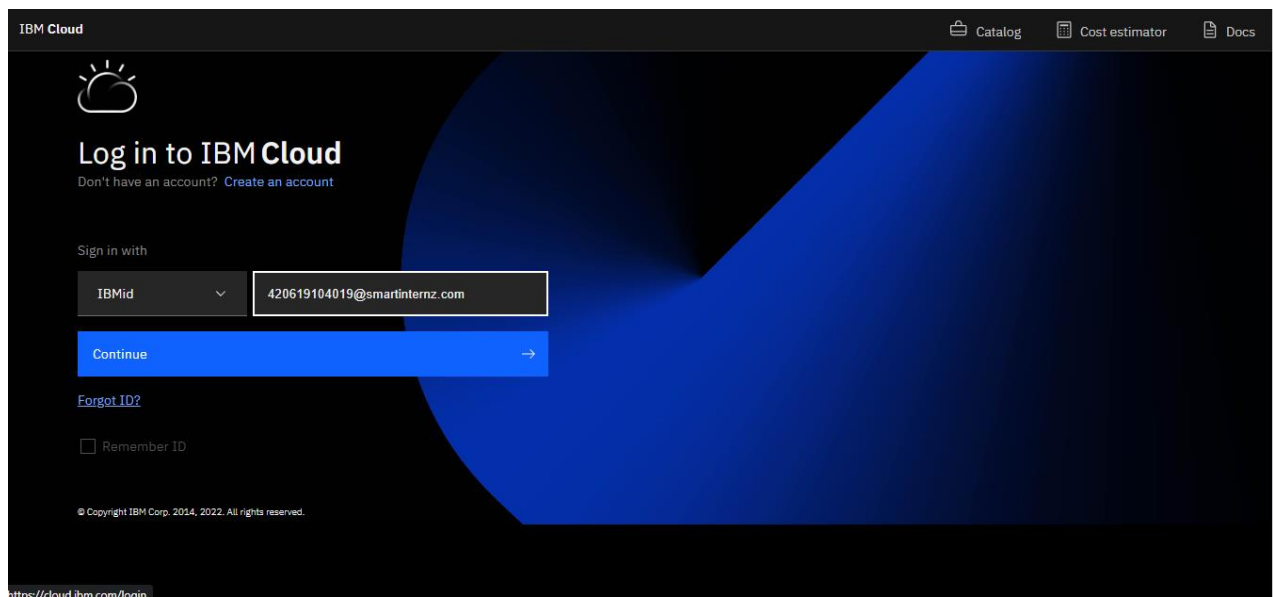 IBM Cloud
Catalog
Cost estimator
Docs
Log in to IBM Cloud
Don't have an account? Create an account
Sign in with
IBMid
420619104019@smartinternz.com
Continue
Forgot ID?
Remember ID
© Copyright IBM Corp. 2014, 2022. All rights reserved.
https://cloud.ibm.com/login